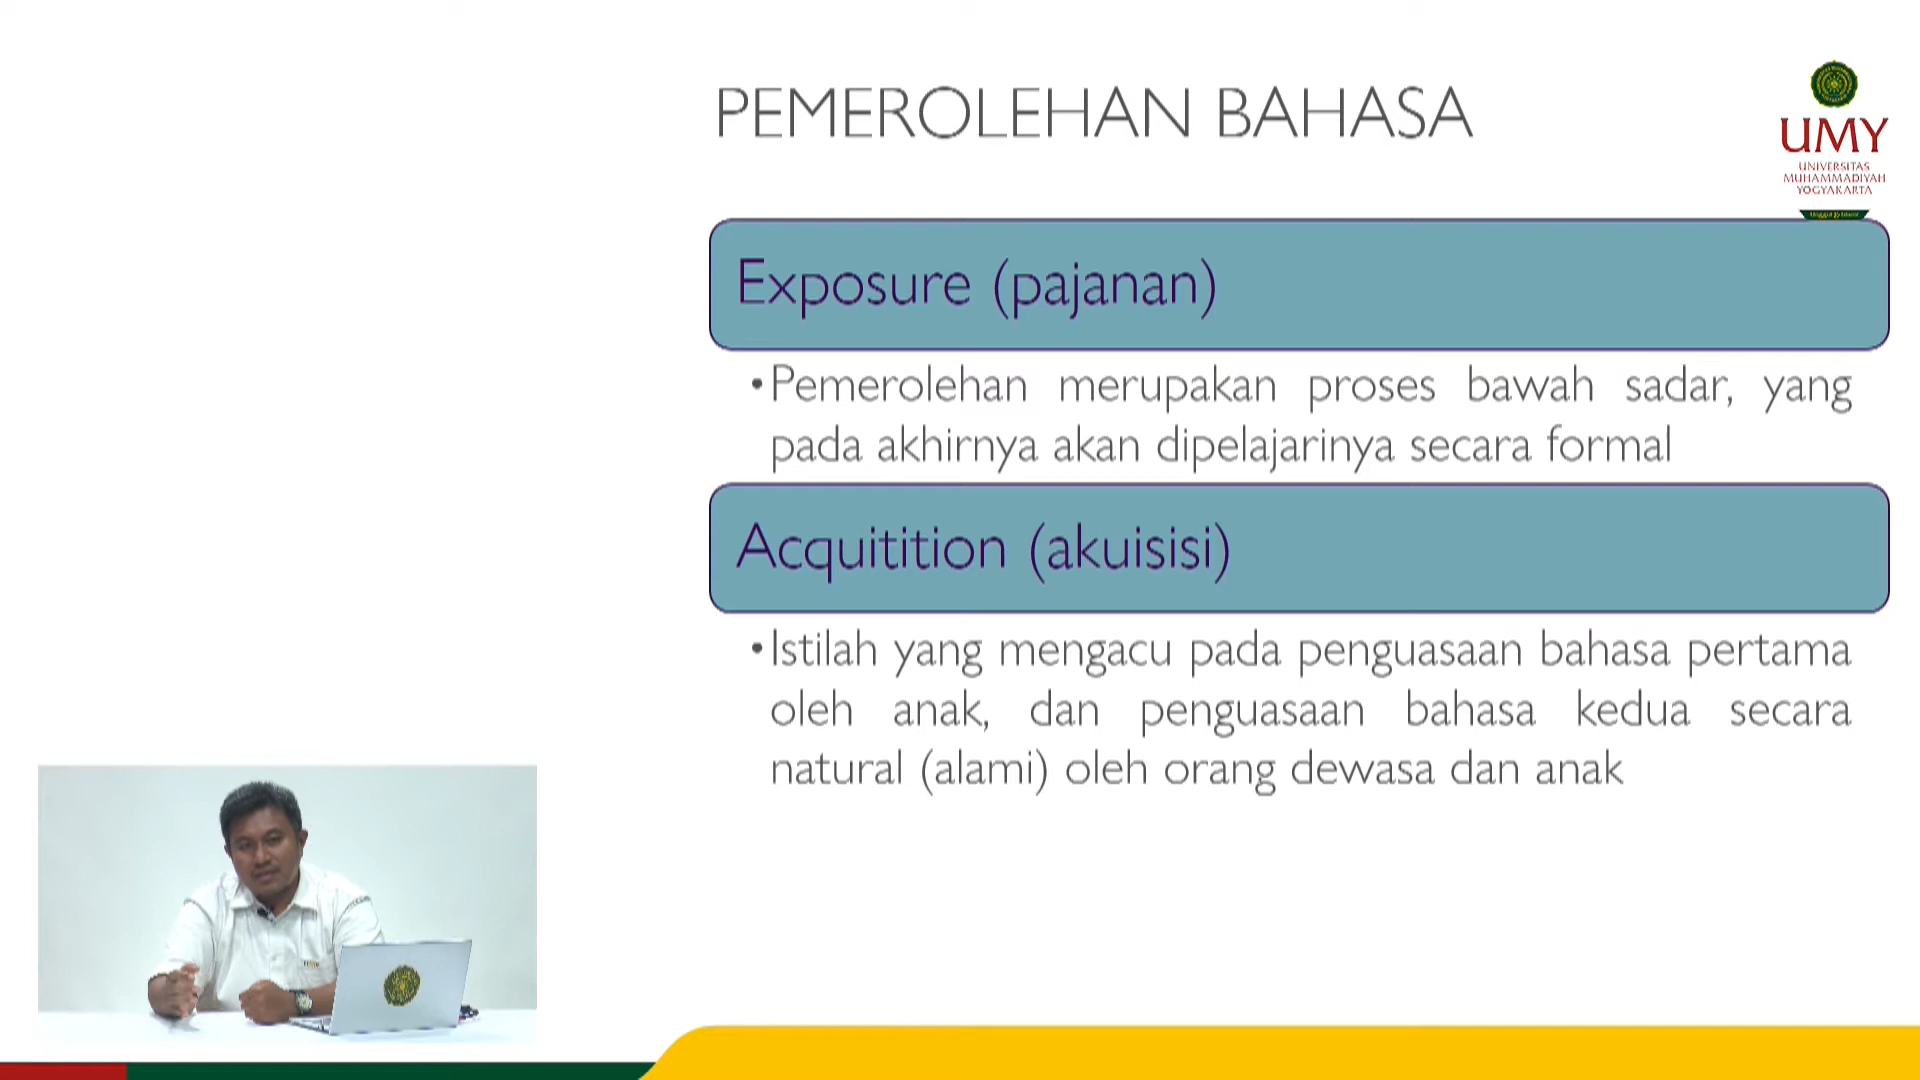 PEMEROLEHAN BAHASA
UMY
UNIVERSITAS
MUHAMMADIYAH
YOGYAKARTA
Exposure (pajanan)
•Pemerolehan merupakan proses bawah sadar, yang
pada akhirnya akan dipelajarinya secara formal
Acquitition (akuisisi)
•Istilah yang mengacu pada penguasaan bahasa pertama
oleh anak, dan penguasaan bahasa kedua secara
natural (alami) oleh orang dewasa dan anak